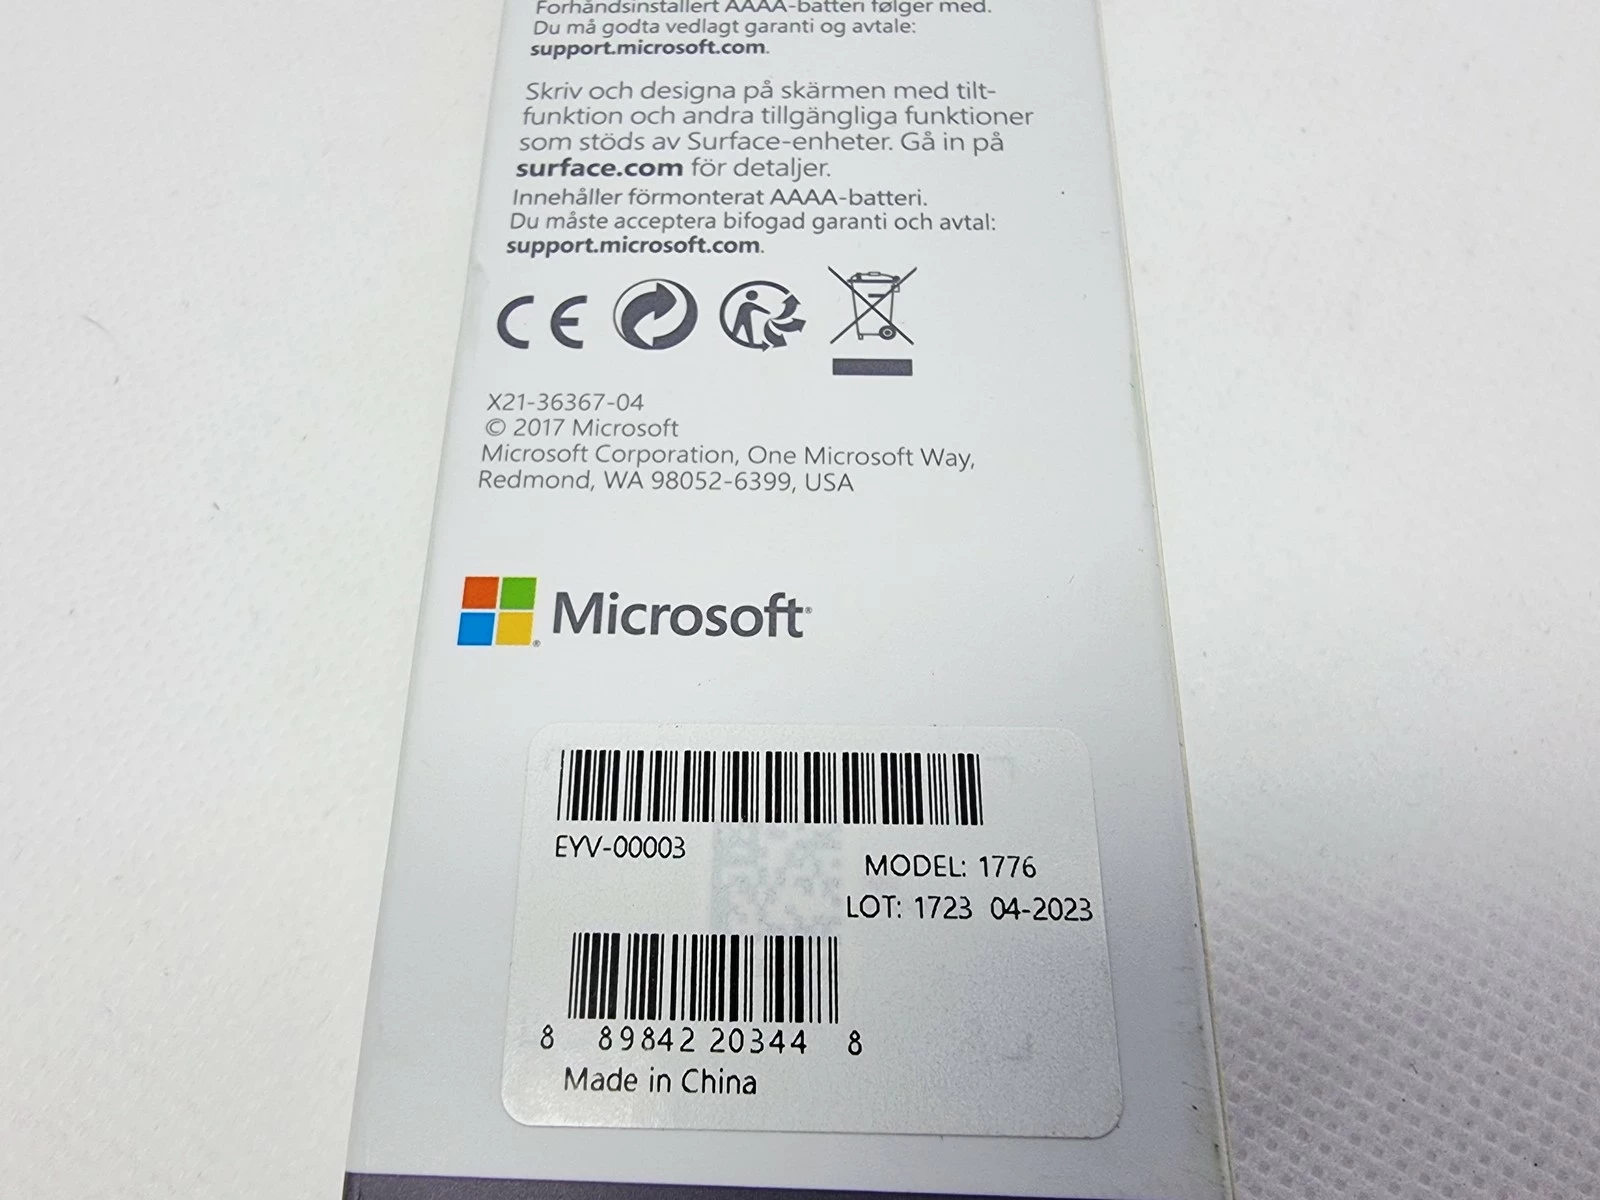 Forhåndsinstallert AAAA-batteri følger med.
Du må godta vedlagt garanti og avtale:
support.microsoft.com.
Skriv och designa på skärmen med tilt-
funktion och andra tillgängliga funktioner
som stöds av Surface-enheter. Gå in på
surface.com för detaljer.
Innehåller förmonterat AAAA-batteri.
Du måste acceptera bifogad garanti och avtal:
support.microsoft.com.
CE
X21-36367-04
© 2017 Microsoft
Microsoft Corporation, One Microsoft Way,
Redmond, WA 98052-6399, USA
Microsoft
EYV-00003
MODEL: 1776
LOT: 1723 04-2023
8 89842 20344 8
Made in China